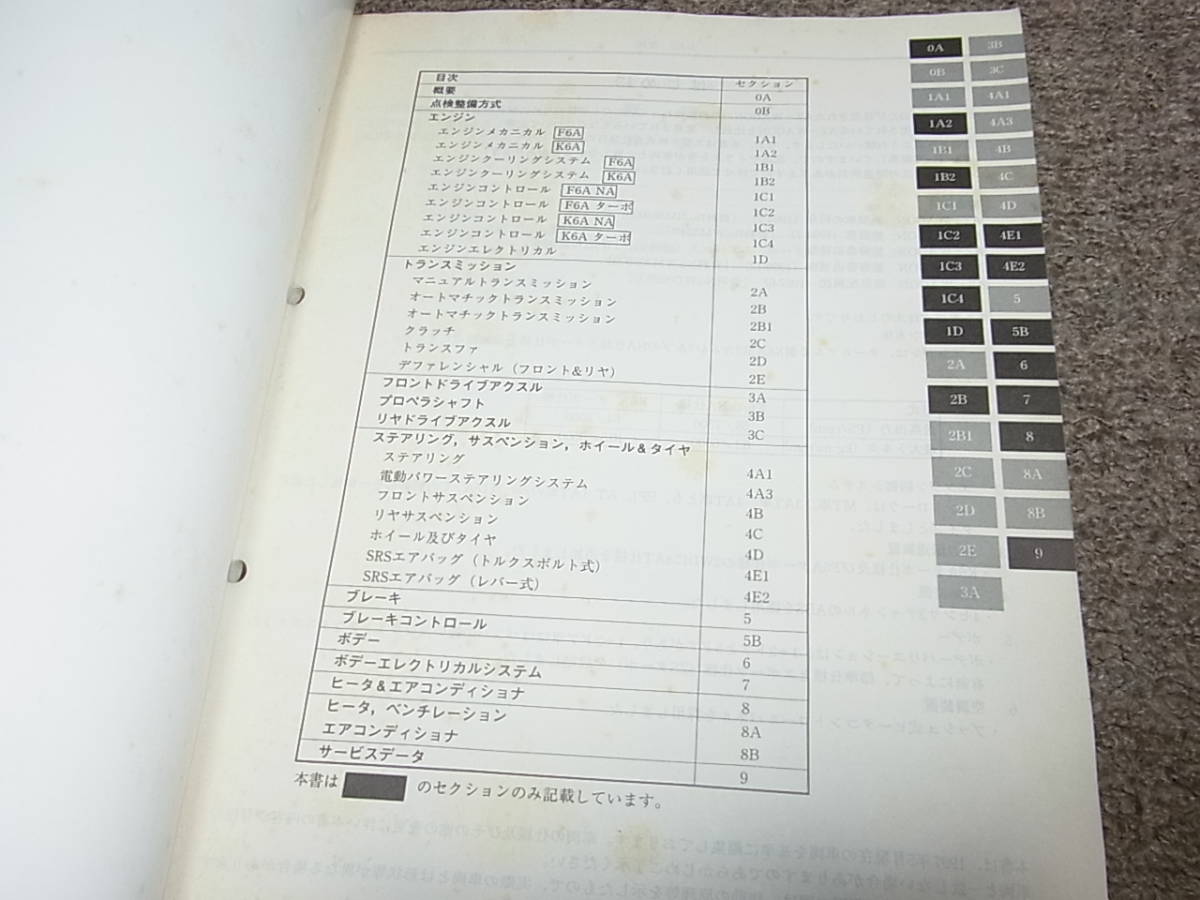 目次 セクション
概要 0A
点検整備方式 0B
エンジン
エンジンメカニカル F6A 1A1
エンジンメカニカル K6A 1A2
エンジンクーリングシステム F6A 1B1
エンジンクーリングシステム K6A 1B2
エンジンコントロール F6A NA 1C1
エンジンコントロール F6A ターボ 1C2
エンジンコントロール K6A NA 1C3
エンジンコントロール K6A ターボ 1C4
エンジンエレクトリカル 1D
トランスミッション
マニュアルトランスミッション 2A
オートマチックトランスミッション 2B
オートマチックトランスミッション 2B1
クラッチ 2C
トランスファ 2D
デファレンシャル(フロント&リヤ) 2E
フロントドライブアクスル 3A
プロペラシャフト 3B
リヤドライブアクスル 3C
ステアリング,サスペンション,ホイール&タイヤ
ステアリング 4A1
電動パワーステアリングシステム 4A3
フロントサスペンション 4B
リヤサスペンション 4C
ホイール及びタイヤ 4D
SRSエアバッグ(トルクスボルト式) 4E1
SRSエアバッグ(レバー式) 4E2
ブレーキ 5
ブレーキコントロール 5B
ボデー 6
ボデーエレクトリカルシステム 7
ヒータ&エアコンディショナ 8
ヒータ,ベンチレーション 8A
エアコンディショナ 8B
サービスデータ 9
本書は のセクションのみ記載しています。
0A 3B
0B 3C
1A1 4A1
1A2 4A3
1B1 4B
1B2 4C
1C1 4D
1C2 4E1
1C3 4E2
1C4 5
1D 5B
2A 6
2B 7
2B1 8
2C 8A
2D 8B
2E 9
3A